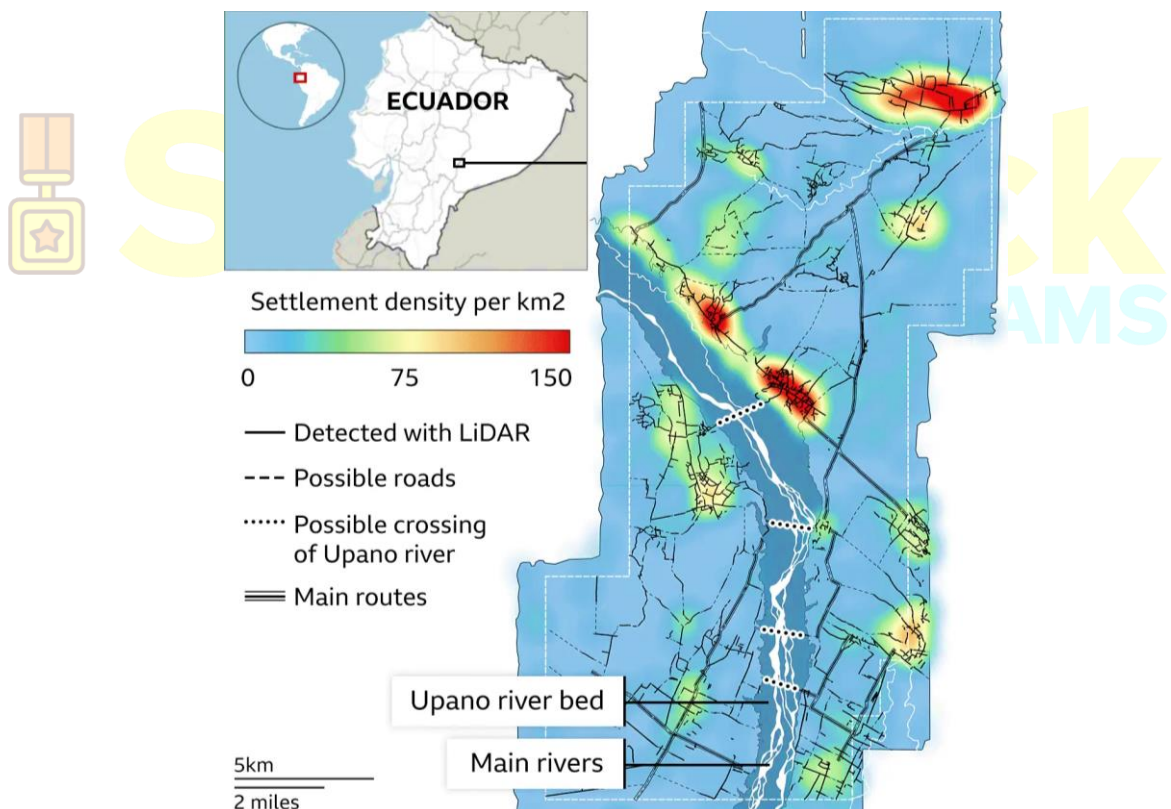 ECUADOR
Settlement density per km2
0 75 150
Detected with LiDAR
Possible roads
Possible crossing
of Upano river
Main routes
Upano river bed
Main rivers
5km
2 miles
AMS